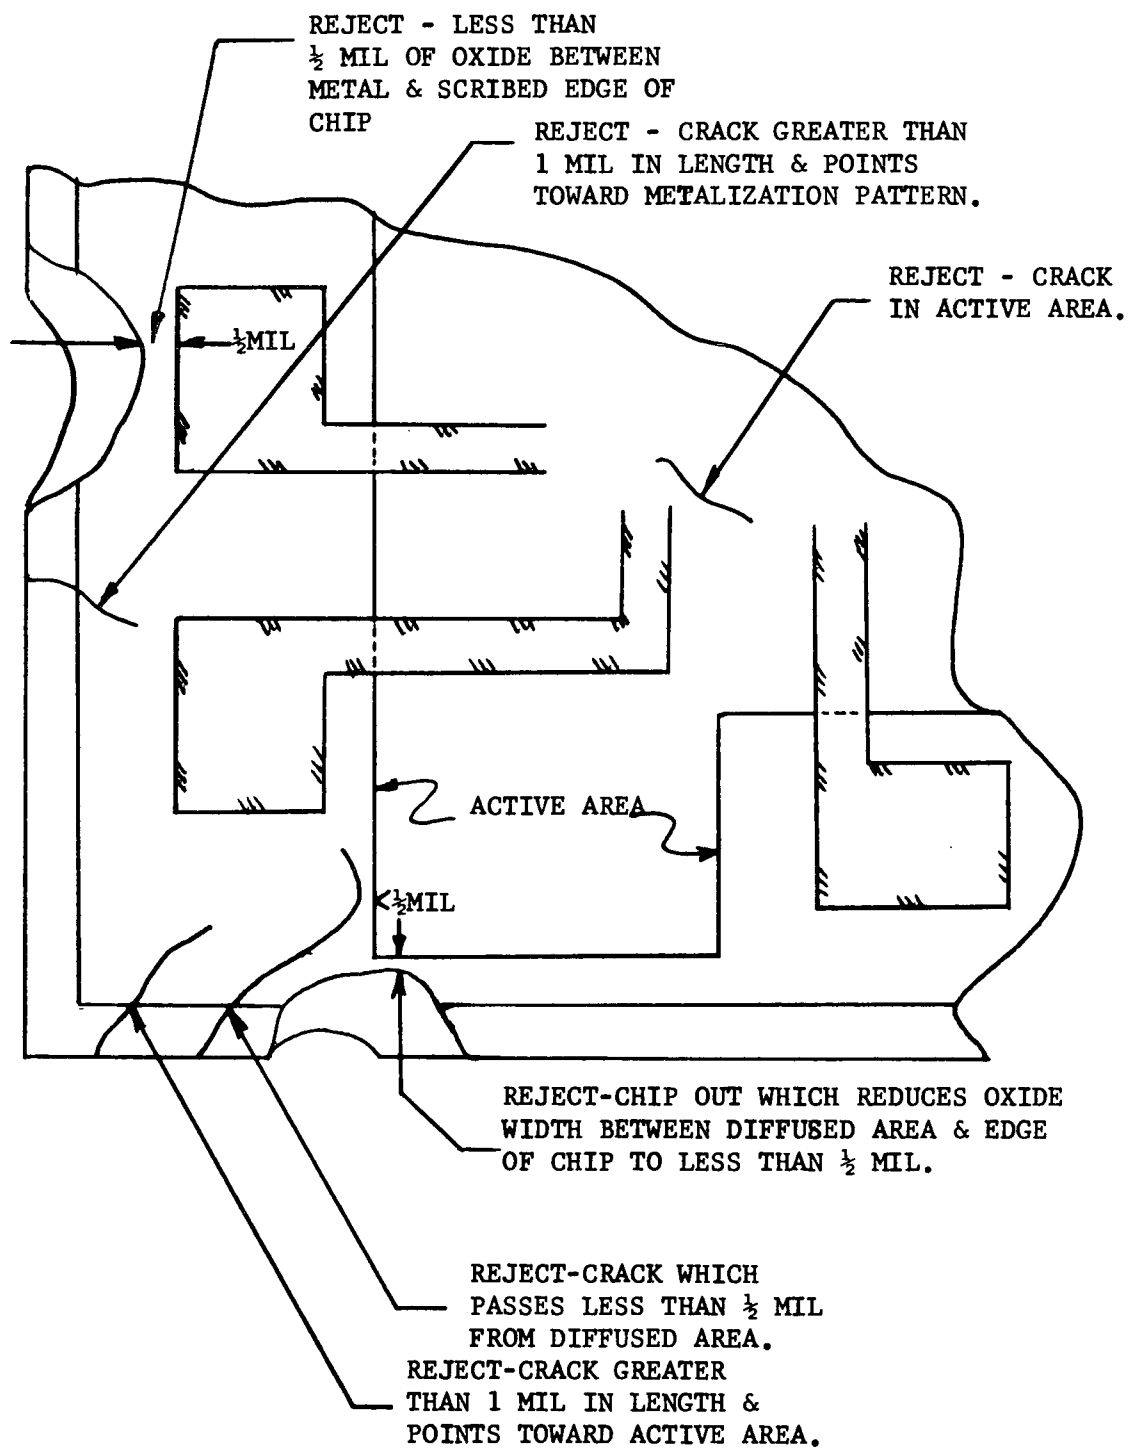 REJECT - LESS THAN
½ MIL OF OXIDE BETWEEN
METAL & SCRIBED EDGE OF
CHIP
REJECT - CRACK GREATER THAN
1 MIL IN LENGTH & POINTS
TOWARD METALIZATION PATTERN.
REJECT - CRACK
IN ACTIVE AREA.
½MIL
ACTIVE AREA
<½MIL
REJECT-CHIP OUT WHICH REDUCES OXIDE
WIDTH BETWEEN DIFFUSED AREA & EDGE
OF CHIP TO LESS THAN ½ MIL.
REJECT-CRACK WHICH
PASSES LESS THAN ½ MIL
FROM DIFFUSED AREA.
REJECT-CRACK GREATER
THAN 1 MIL IN LENGTH &
POINTS TOWARD ACTIVE AREA.